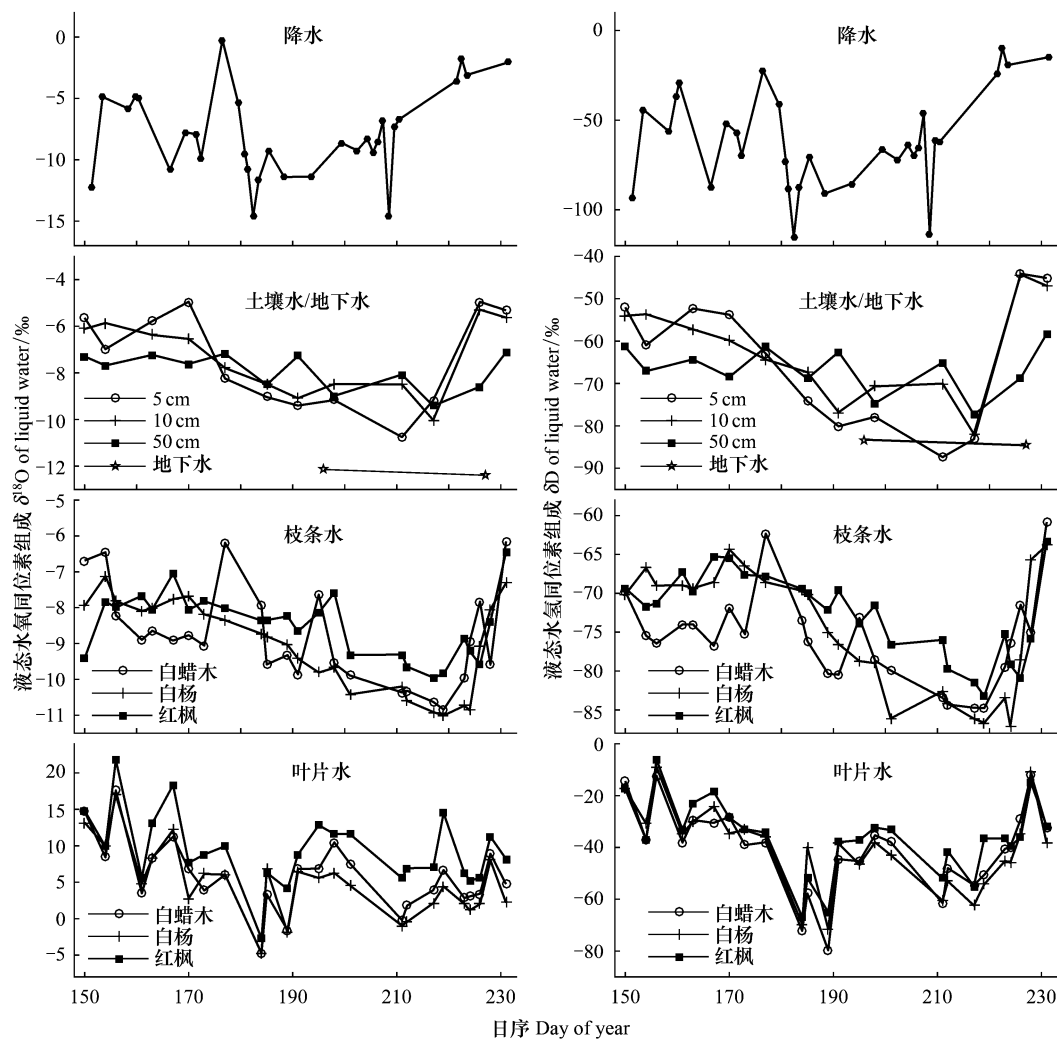 降水
0
−5
−10
−15
降水
0
−50
−100
土壤水/地下水
−4
−6
−8
−10
−12
5 cm
10 cm
50 cm
地下水
土壤水/地下水
−40
−50
−60
−70
−80
−90
5 cm
10 cm
50 cm
地下水
液态水氧同位素组成 δ¹⁸O of liquid water/‰
液态水氢同位素组成 δD of liquid water/‰
枝条水
−5
−6
−7
−8
−9
−10
−11
白蜡木
白杨
红枫
枝条水
−60
−65
−70
−75
−80
−85
白蜡木
白杨
红枫
叶片水
20
15
10
5
0
−5
白蜡木
白杨
红枫
150 170 190 210 230
叶片水
0
−20
−40
−60
−80
白蜡木
白杨
红枫
150 170 190 210 230
日序 Day of year